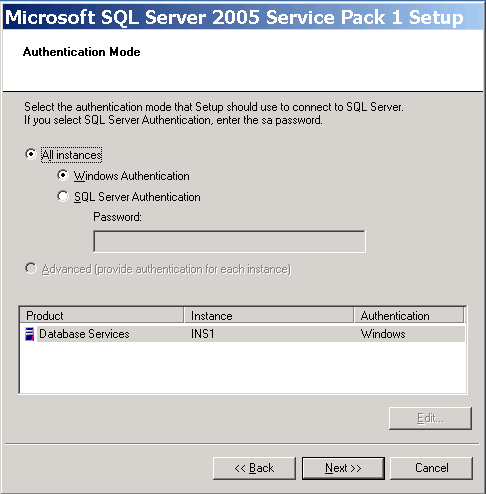 Microsoft SQL Server 2005 Service Pack 1 Setup
Authentication Mode
Select the authentication mode that Setup should use to connect to SQL Server.
If you select SQL Server Authentication, enter the sa password.
All instances
Windows Authentication
SQL Server Authentication
Password:
Advanced (provide authentication for each instance)
Product Instance Authentication
Database Services INS1 Windows
Edit...
<< Back Next >> Cancel